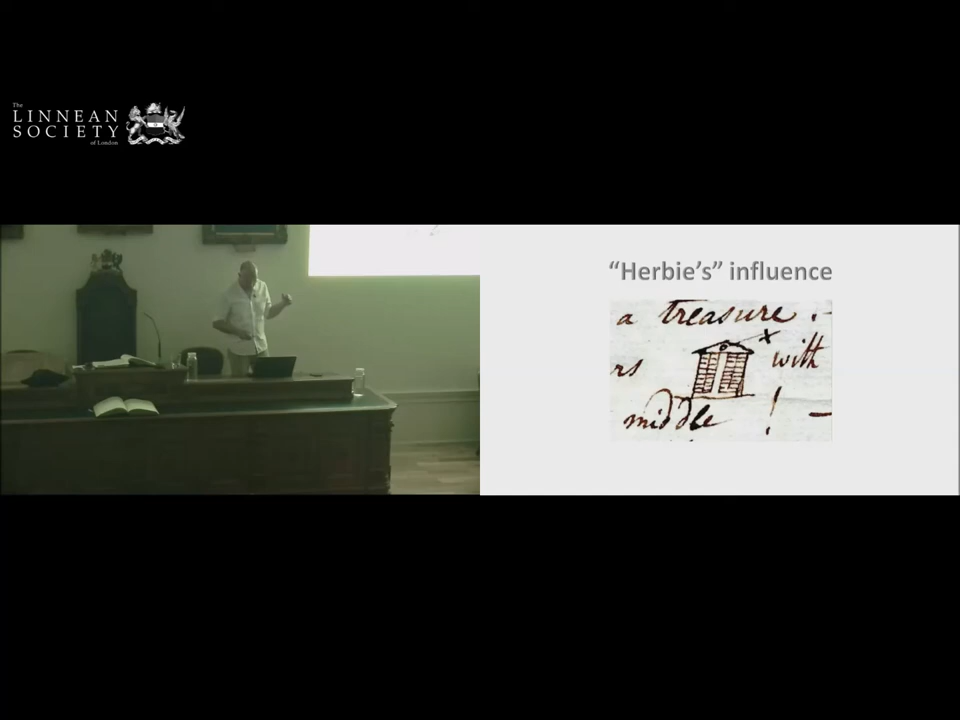 The
LINNEAN
SOCIETY
of London
“Herbie’s” influence
a treasure . -
rs with
middle ! -